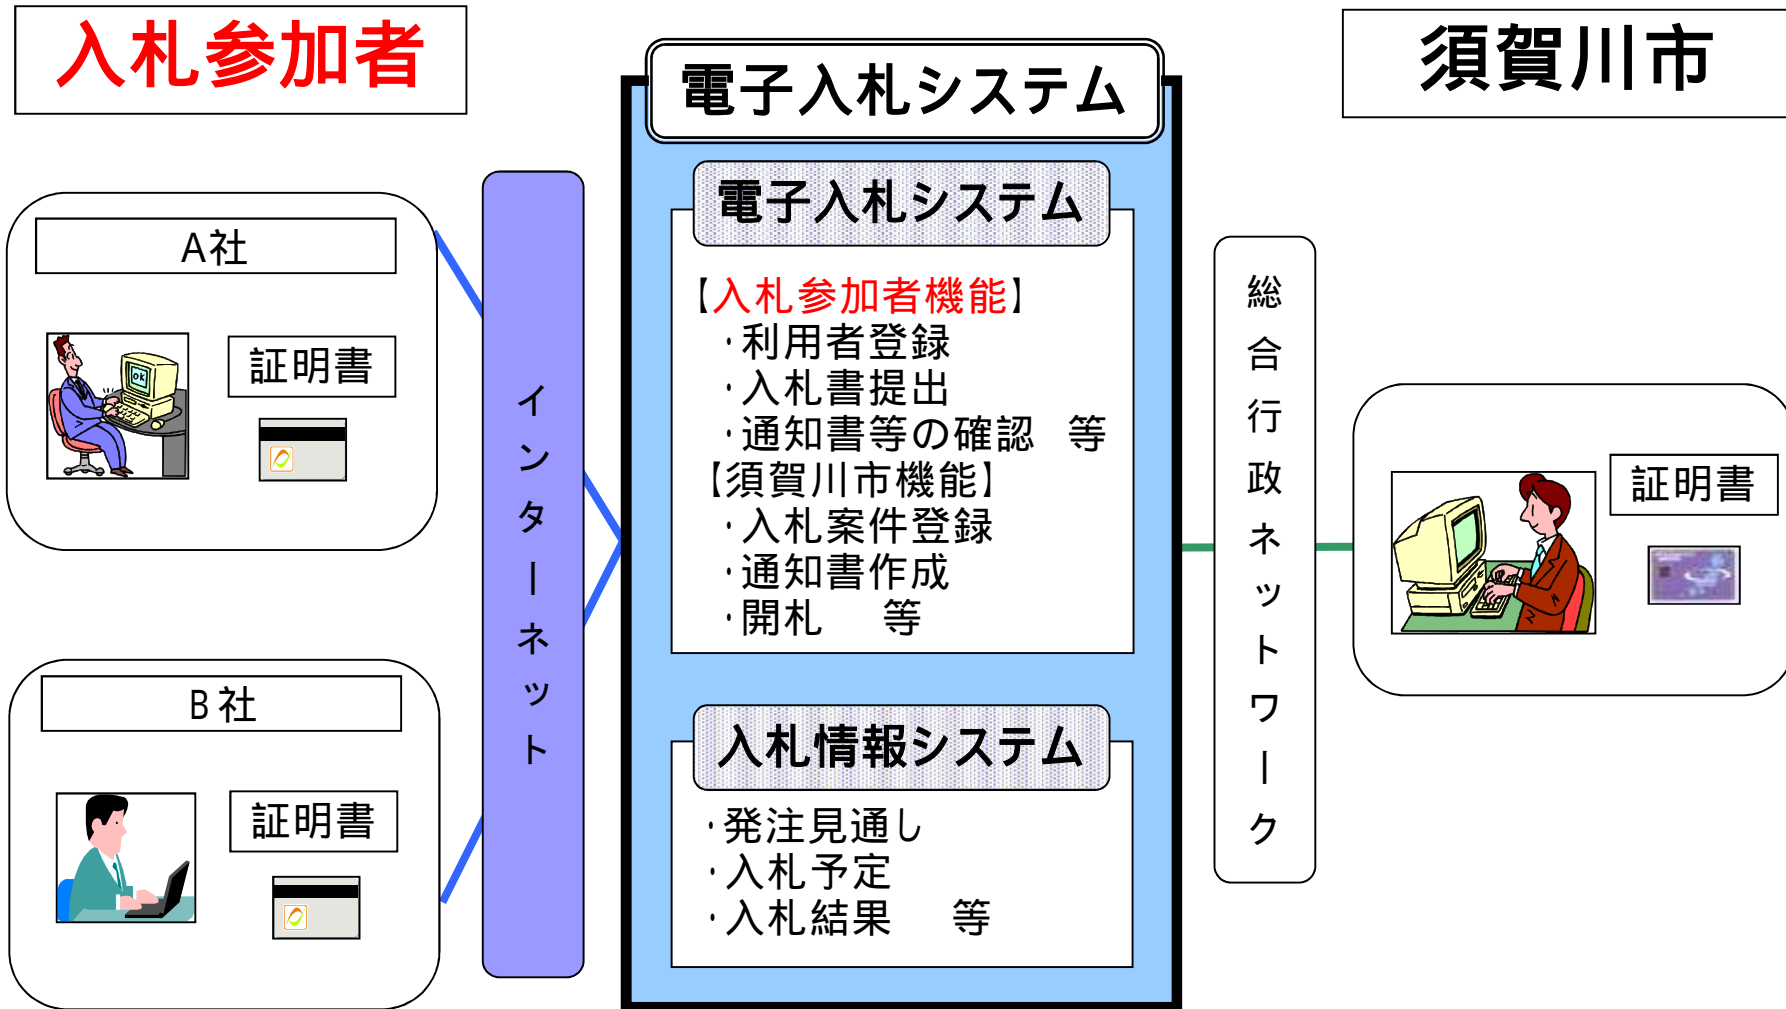 入札参加者
電子入札システム
須賀川市
A社
証明書
OK
B社
証明書
インターネット
電子入札システム
【入札参加者機能】
・利用者登録
・入札書提出
・通知書等の確認　等
【須賀川市機能】
・入札案件登録
・通知書作成
・開札　等
入札情報システム
・発注見通し
・入札予定
・入札結果　等
総合行政ネットワーク
証明書